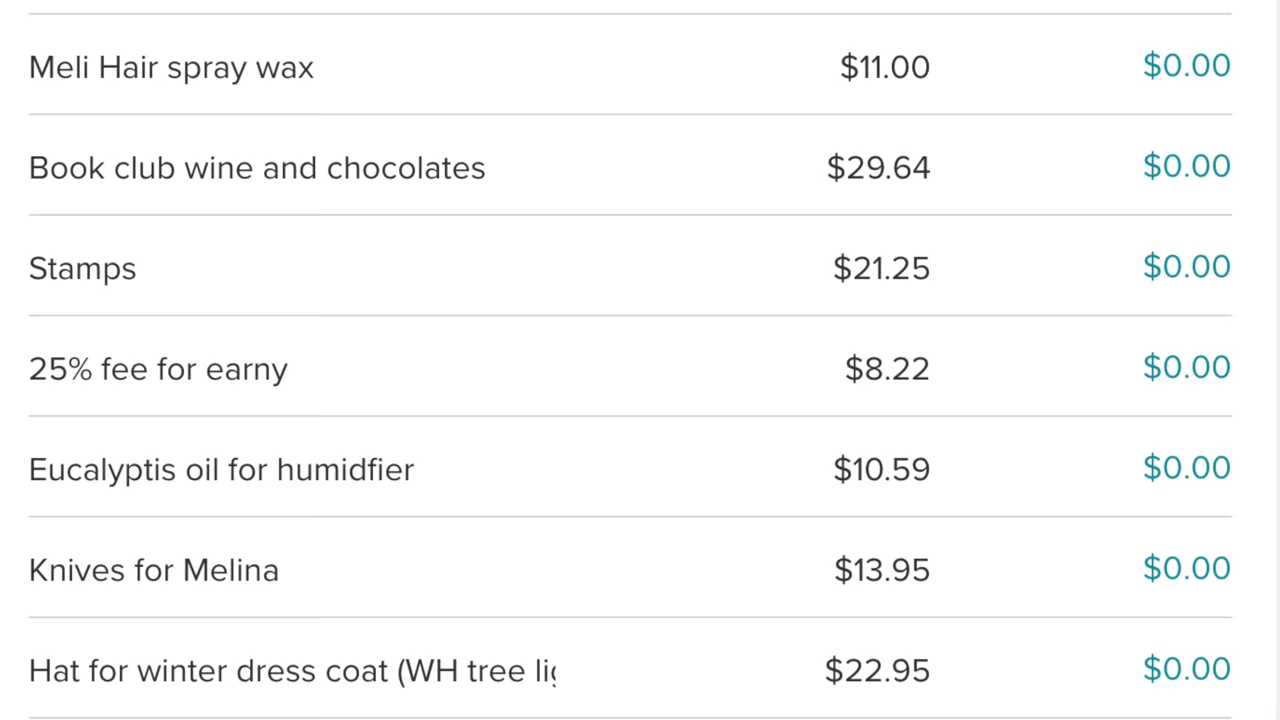 Meli Hair spray wax $11.00 $0.00
Book club wine and chocolates $29.64 $0.00
Stamps $21.25 $0.00
25% fee for earny $8.22 $0.00
Eucalyptis oil for humidfier $10.59 $0.00
Knives for Melina $13.95 $0.00
Hat for winter dress coat (WH tree $22.95 $0.00